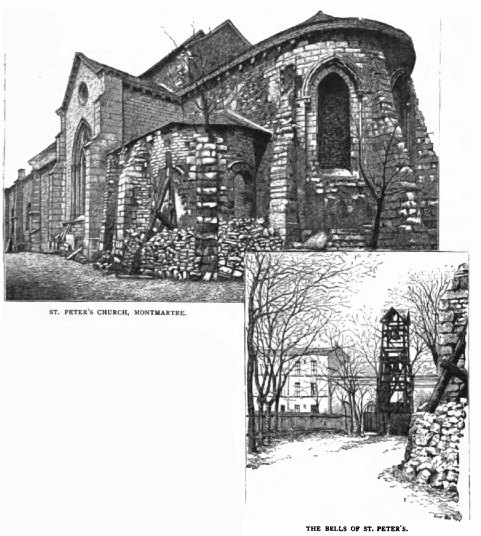 ST. PETER'S CHURCH, MONTMARTRE.
THE BELLS OF ST. PETER'S.